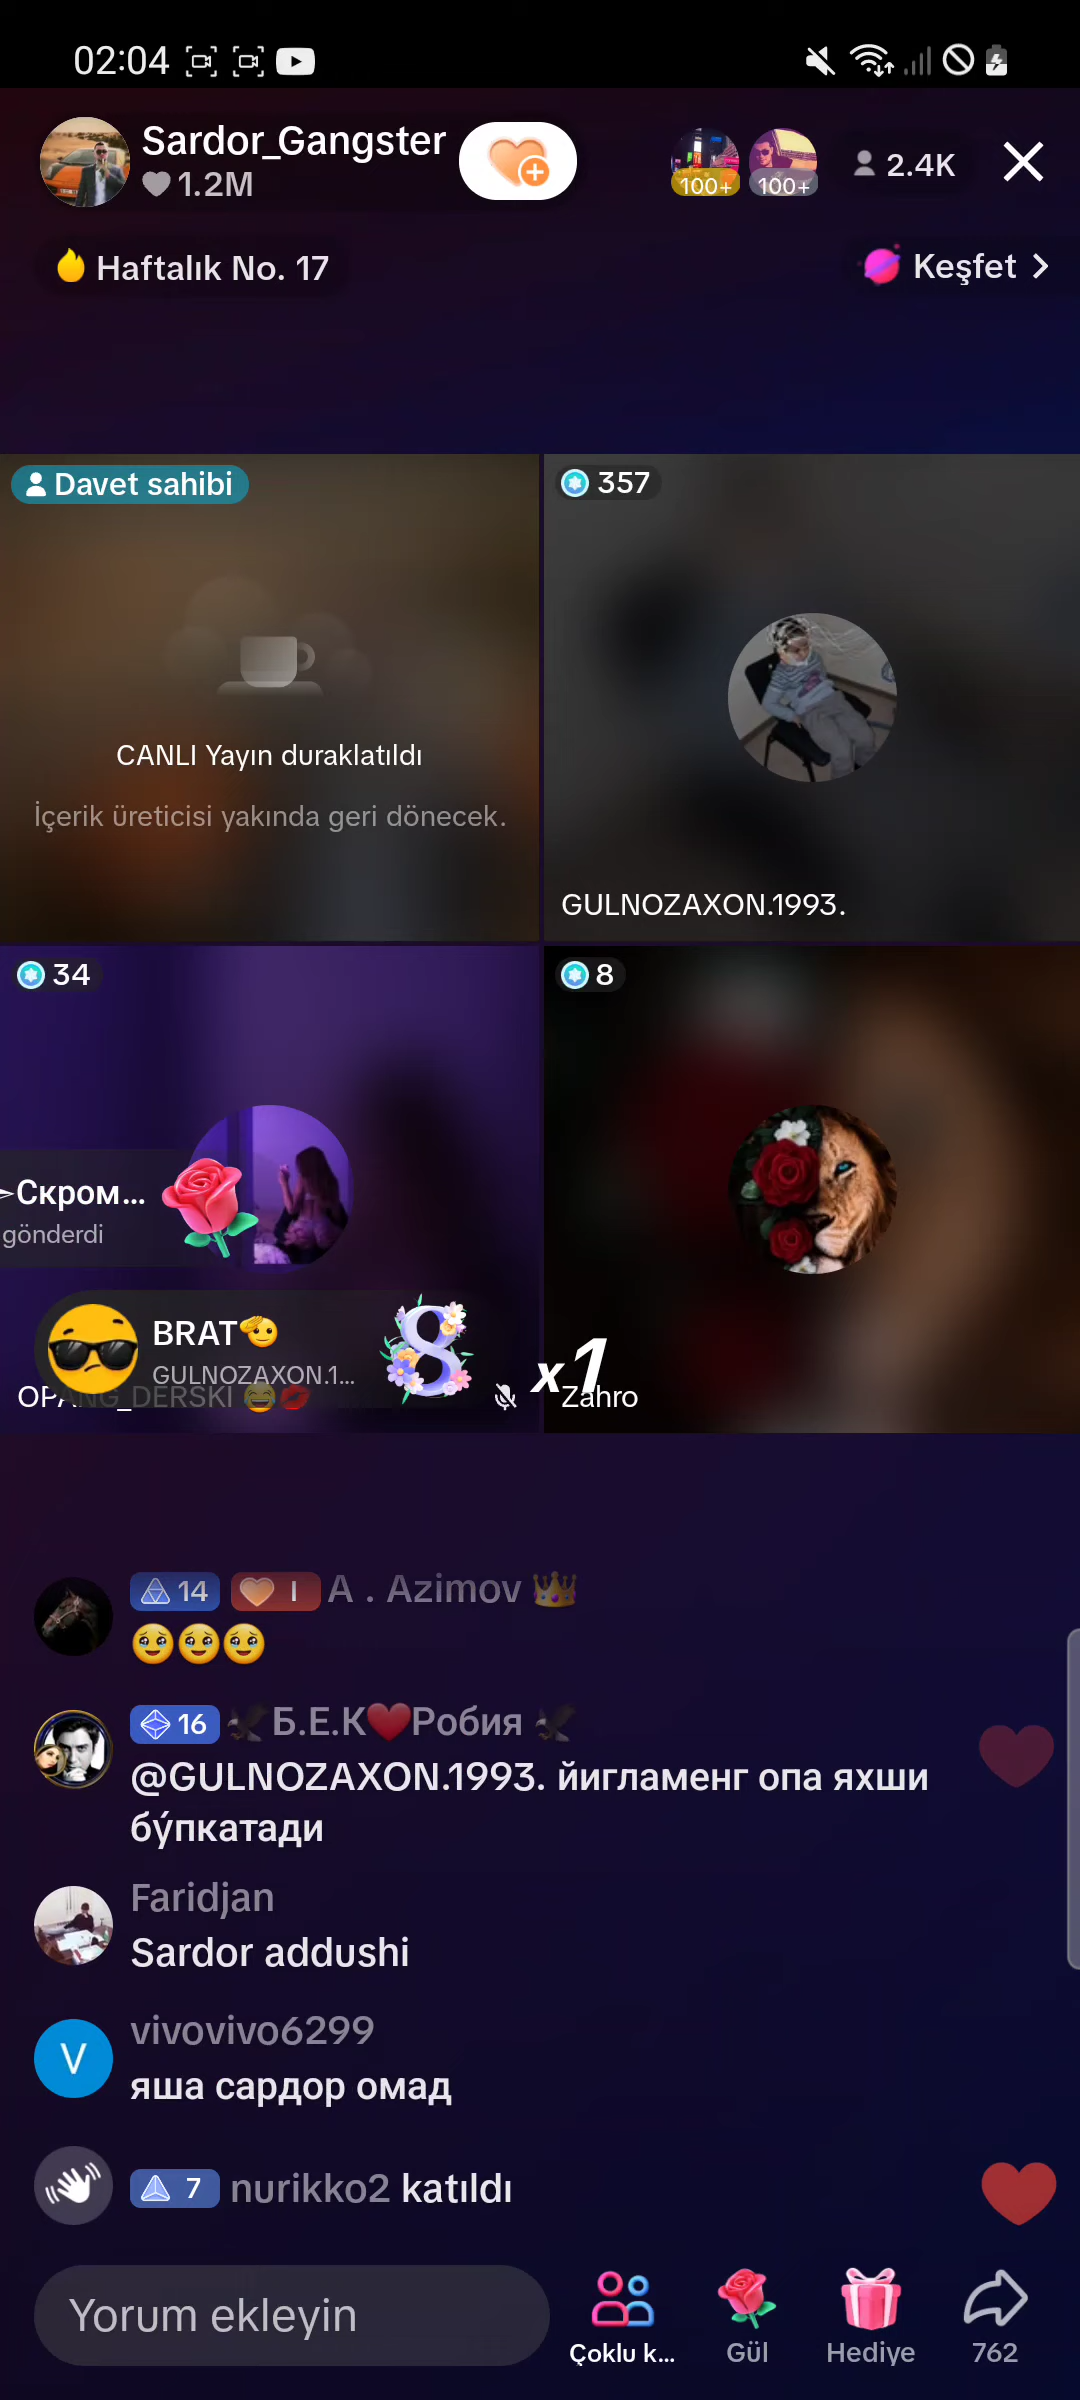 02:04
Sardor_Gangster
1.2M
100+
100+
2.4K
Haftalık No. 17
Keşfet
Davet sahibi
357
CANLI Yayın duraklatıldı
İçerik üreticisi yakında geri dönecek.
GULNOZAXON.1993.
34
8
Скром...
gönderdi
BRAT
GULNOZAXON.1...
x1
OPANG_DERSKI
Zahro
14 I A . Azimov
16 Б.Е.К❤️Робия
@GULNOZAXON.1993. йигламенг опа яхши
бу́пкатади
Faridjan
Sardor addushi
V
vivovivo6299
яша сардор омад
7 nurikko2 katıldı
Yorum ekleyin
Çoklu k...
Gül
Hediye
762